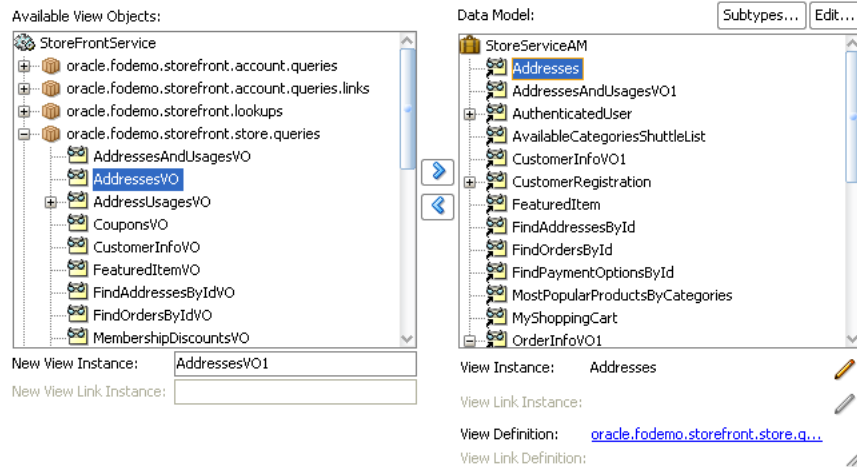 Available View Objects:
StoreFrontService
oracle.fodemo.storefront.account.queries
oracle.fodemo.storefront.account.queries.links
oracle.fodemo.storefront.lookups
oracle.fodemo.storefront.store.queries
AddressesAndUsagesVO
AddressesVO
AddressUsagesVO
CouponsVO
CustomerInfoVO
FeaturedItemVO
FindAddressesByIdVO
FindOrdersByIdVO
MembershipDiscountsVO
New View Instance: AddressesVO1
New View Link Instance:
Data Model: Subtypes... Edit...
StoreServiceAM
Addresses
AddressesAndUsagesVO1
AuthenticatedUser
AvailableCategoriesShuttleList
CustomerInfoVO1
CustomerRegistration
FeaturedItem
FindAddressesById
FindOrdersById
FindPaymentOptionsById
MostPopularProductsByCategories
MyShoppingCart
OrderInfoVO1
View Instance: Addresses
View Link Instance:
View Definition: oracle.fodemo.storefront.store.q...
View Link Definition: